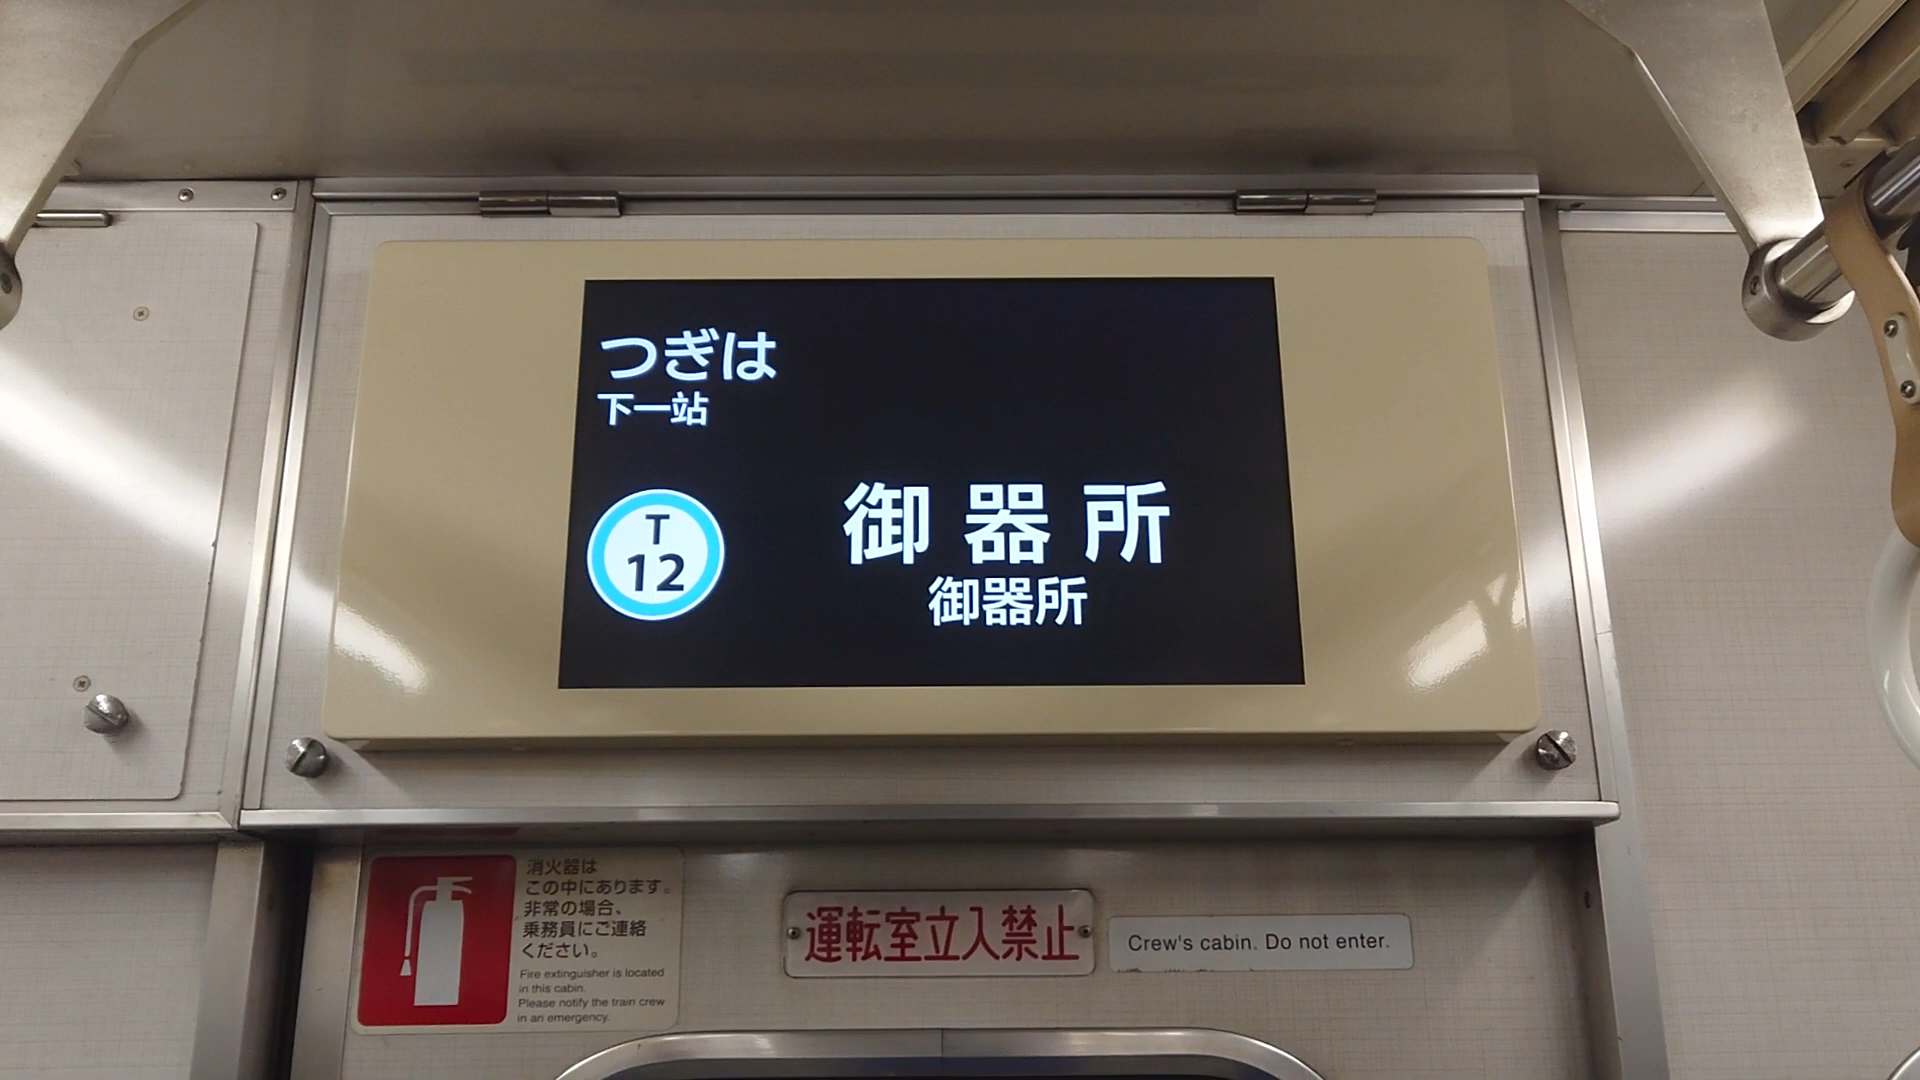 つぎは
下一站
T
12
御器所
御器所
消火器は
この中にあります。
非常の場合、
乗務員にご連絡
ください。
Fire extinguisher is located
in this cabin.
Please notify the train crew
in an emergency.
運転室立入禁止
Crew's cabin. Do not enter.